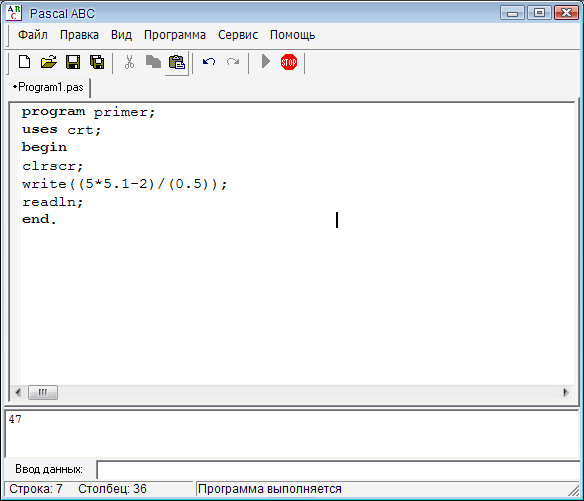 ABC Pascal ABC
Файл Правка Вид Программа Сервис Помощь
STOP
•Program1.pas
program primer;
uses crt;
begin
clrscr;
write((5*5.1-2)/(0.5));
readln;
end.
47
Ввод данных:
Строка: 7 Столбец: 36 Программа выполняется